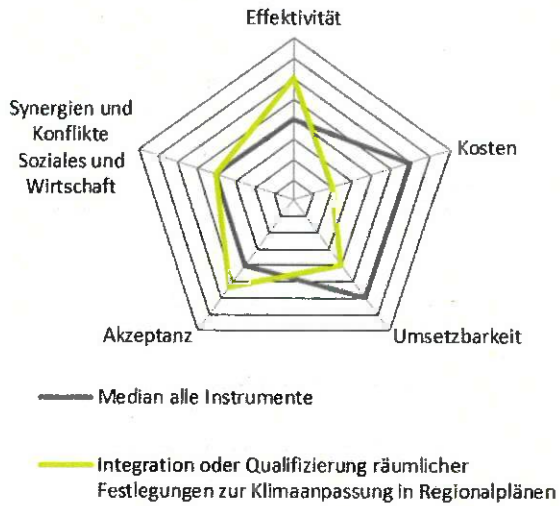 Effektivität
Synergien und
Konflikte
Soziales und
Wirtschaft
Kosten
Akzeptanz
Umsetzbarkeit
Median alle Instrumente
Integration oder Qualifizierung räumlicher
Festlegungen zur Klimaanpassung in Regionalplänen